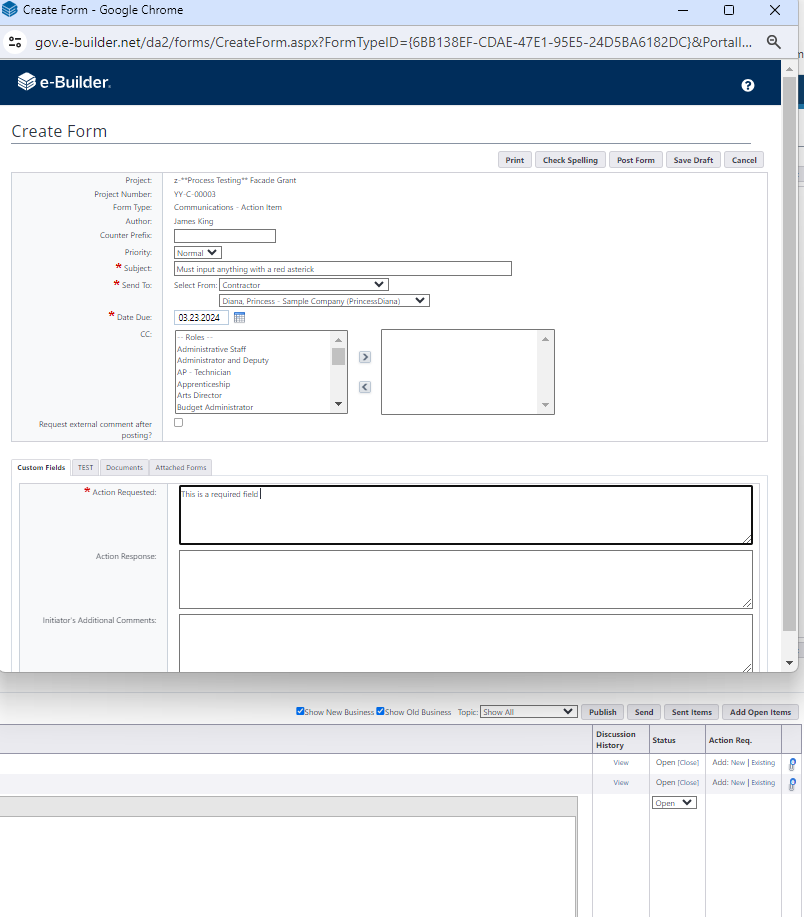 Create Form - Google Chrome
gov.e-builder.net/da2/forms/CreateForm.aspx?FormTypeID={6BB138EF-CDAE-47E1-95E5-24D5BA6182DC}&PortalI...
e-Builder.
Create Form
Print Check Spelling Post Form Save Draft Cancel
Project: z-**Process Testing** Facade Grant
Project Number: YY-C-00003
Form Type: Communications - Action Item
Author: James King
Counter Prefix:
Priority: Normal
* Subject: Must input anything with a red asterick
* Send To: Select From: Contractor
Diana, Princess - Sample Company (PrincessDiana)
* Date Due: 03.23.2024
CC: -- Roles --
Administrative Staff
Administrator and Deputy
AP - Technician
Apprenticeship
Arts Director
Budget Administrator
Request external comment after
posting?
Custom Fields TEST Documents Attached Forms
* Action Requested: This is a required field
Action Response:
Initiator's Additional Comments:
Show New Business Show Old Business Topic: Show All Publish Send Sent Items Add Open Items
Discussion History Status Action Req.
View Open [Close] Add: New | Existing
View Open [Close] Add: New | Existing
Open